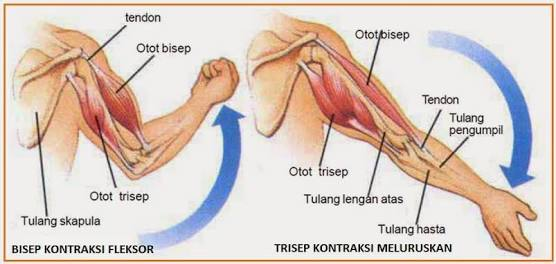 tendon
Otot bisep
Otot trisep
Tulang skapula
BISEP KONTRAKSI FLEKSOR
Otot bisep
Tendon
Tulang
pengumpil
Otot trisep
Tulang lengan atas
Tulang hasta
TRISEP KONTRAKSI MELURUSKAN